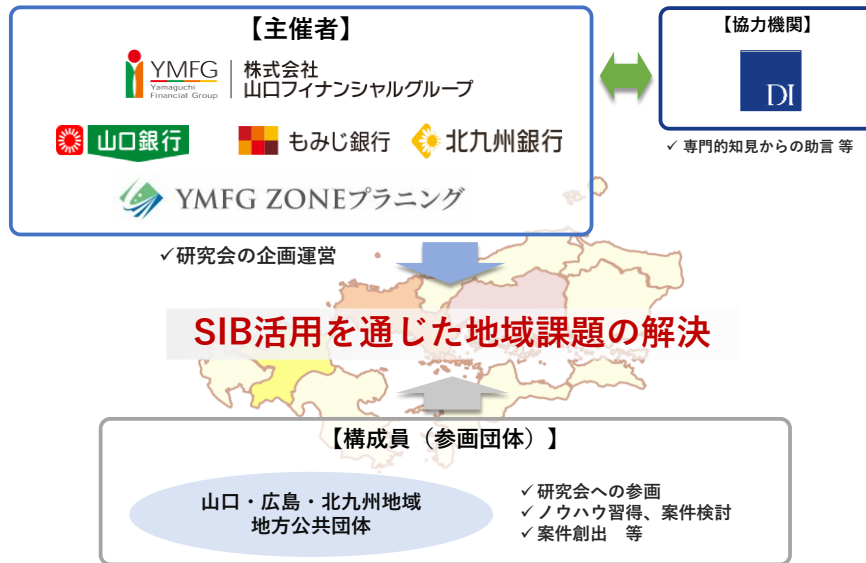 【主催者】
YMFG
Yamaguchi
Financial Group
株式会社
山口フィナンシャルグループ
山口銀行
もみじ銀行
北九州銀行
YMFG ZONEプラニング
✓研究会の企画運営
【協力機関】
DI
✓ 専門的知見からの助言 等
SIB活用を通じた地域課題の解決
【構成員（参画団体）】
山口・広島・北九州地域
地方公共団体
✓研究会への参画
✓ノウハウ習得、案件検討
✓案件創出　等